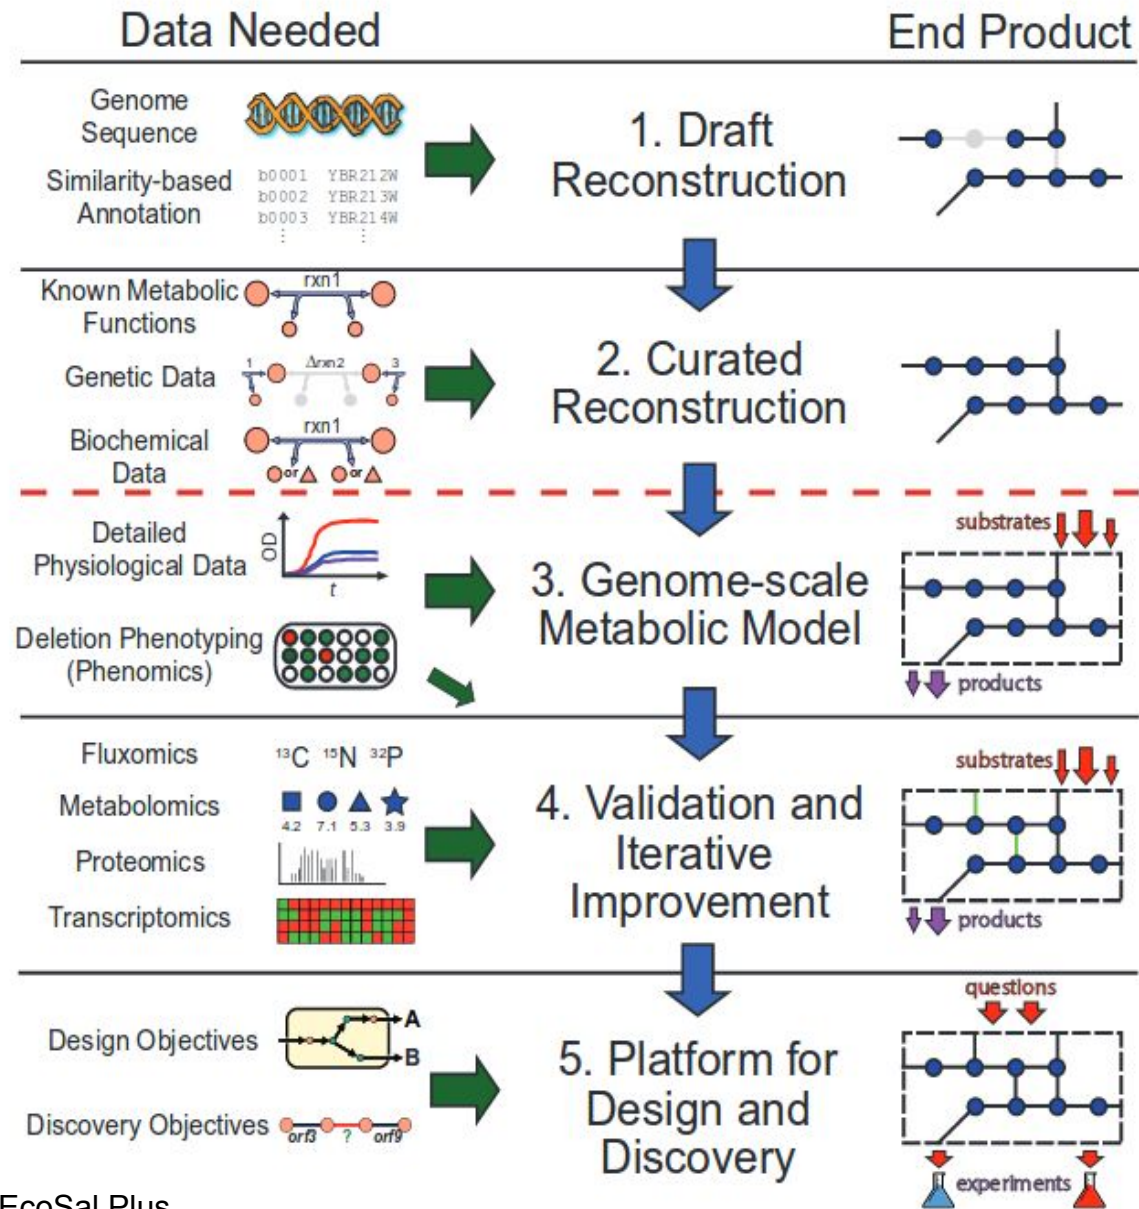 Data Needed
End Product
Genome
Sequence
Similarity-based
Annotation
b0001 YBR212W
b0002 YBR213W
b0003 YBR214W
1. Draft
Reconstruction
Known Metabolic
Functions
rxn1
Genetic Data
1 Δrxn2 3
Biochemical
Data
rxn1
or or
2. Curated
Reconstruction
Detailed
Physiological Data
OD
t
Deletion Phenotyping
(Phenomics)
3. Genome-scale
Metabolic Model
substrates
products
Fluxomics
¹³C ¹⁵N ³²P
Metabolomics
4.2 7.1 5.3 3.9
Proteomics
Transcriptomics
4. Validation and
Iterative
Improvement
substrates
products
Design Objectives
A
B
Discovery Objectives
orf3 ? orf9
5. Platform for
Design and
Discovery
questions
experiments
EcoSal Plus